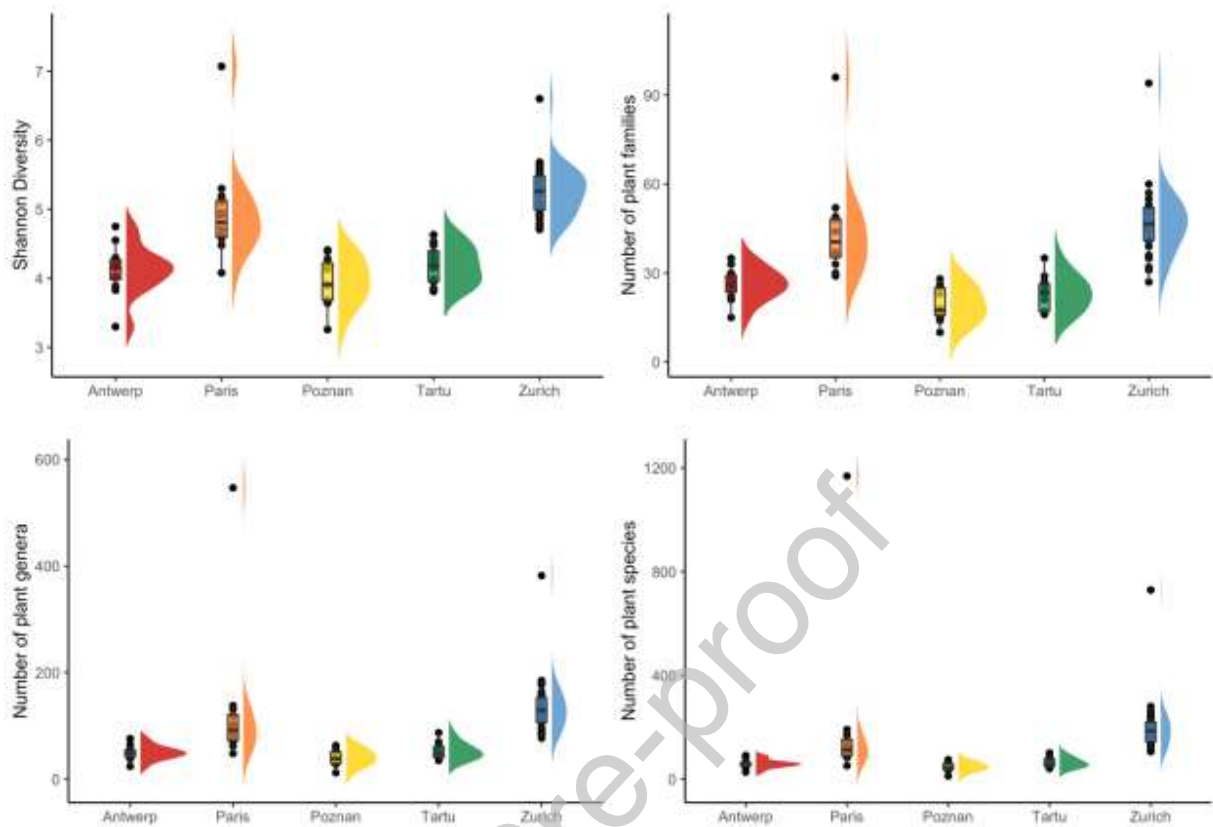 Shannon Diversity
7
6
5
4
3
Antwerp Paris Poznan Tartu Zurich
Number of plant families
90
60
30
0
Antwerp Paris Poznan Tartu Zurich
Number of plant genera
600
400
200
0
Antwerp Paris Poznan Tartu Zurich
Number of plant species
1200
800
400
0
Antwerp Paris Poznan Tartu Zurich
re-proof